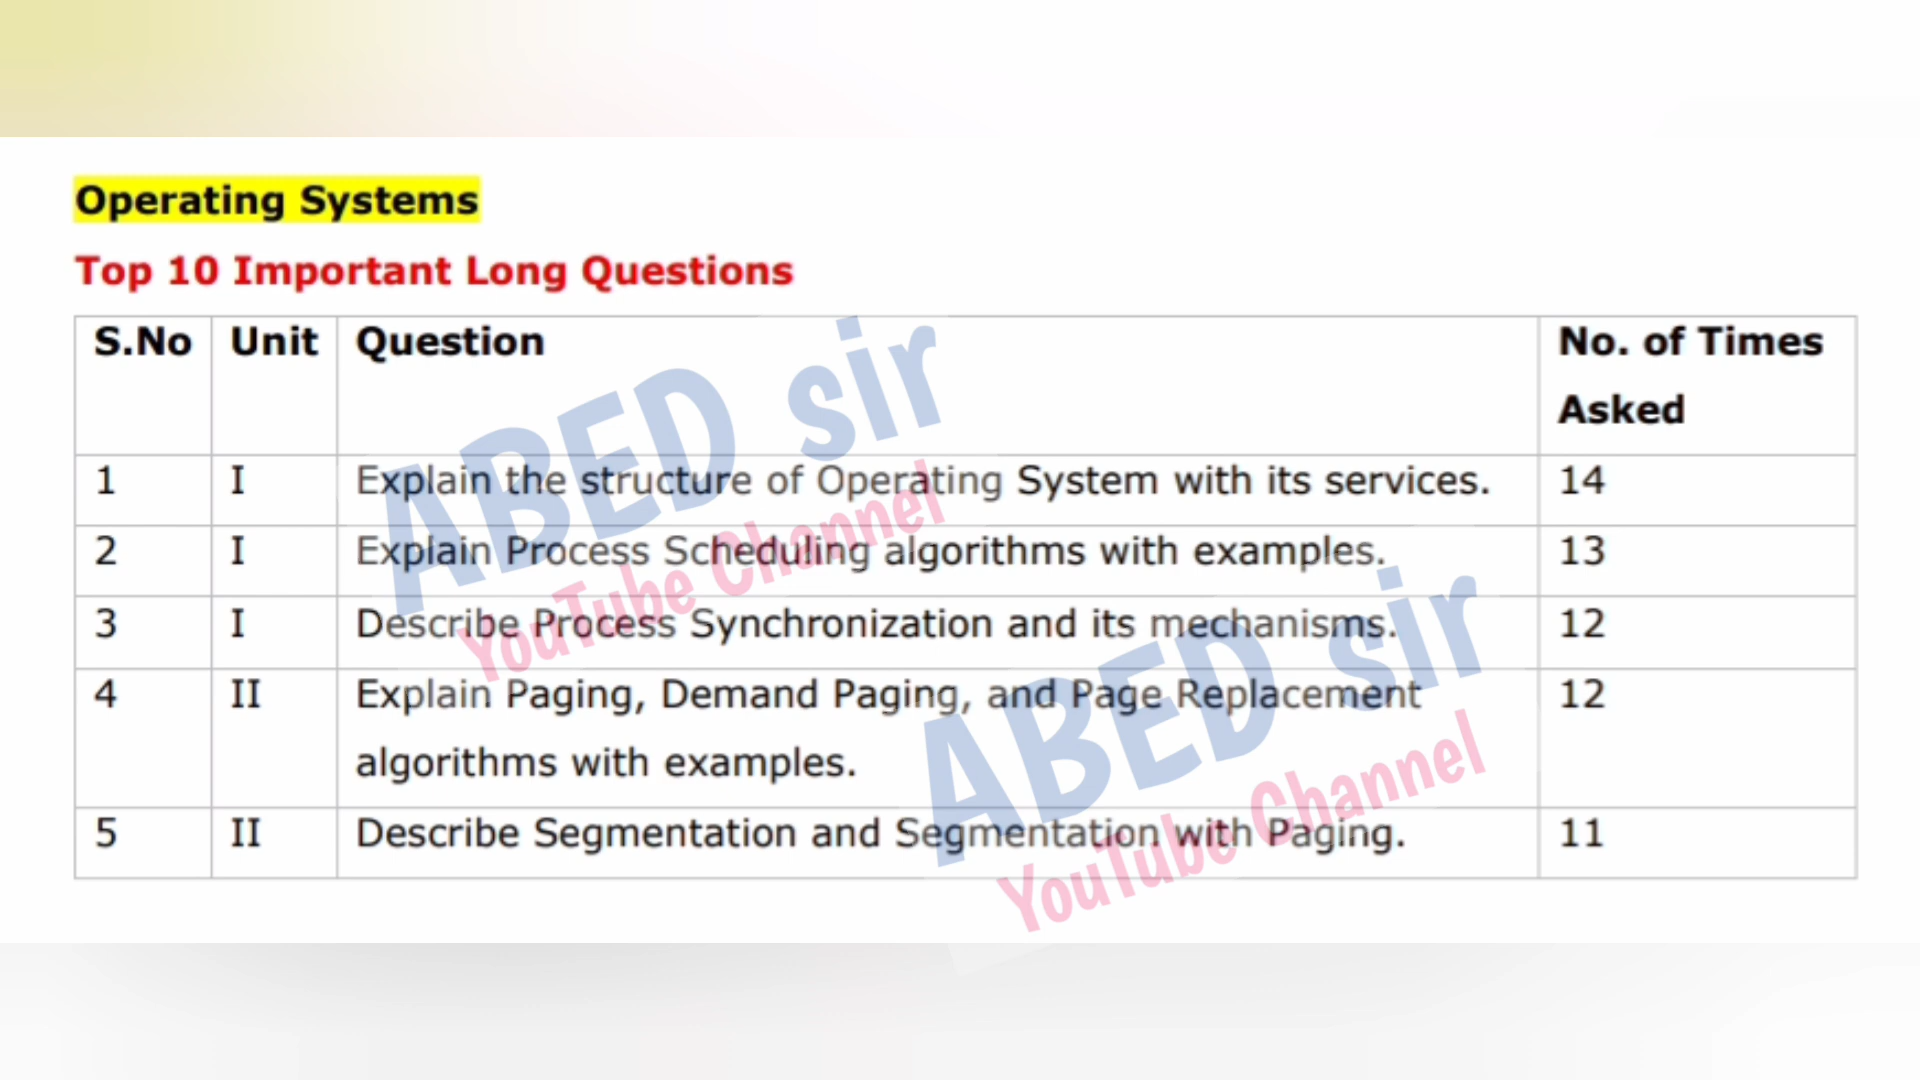 Operating Systems
Top 10 Important Long Questions
S.No Unit Question No. of Times
Asked
1 I Explain the structure of Operating System with its services. 14
2 I Explain Process Scheduling algorithms with examples. 13
3 I Describe Process Synchronization and its mechanisms. 12
4 II Explain Paging, Demand Paging, and Page Replacement 12
algorithms with examples.
5 II Describe Segmentation and Segmentation with Paging. 11
ABED sir
YouTube Channel
ABED sir
YouTube Channel